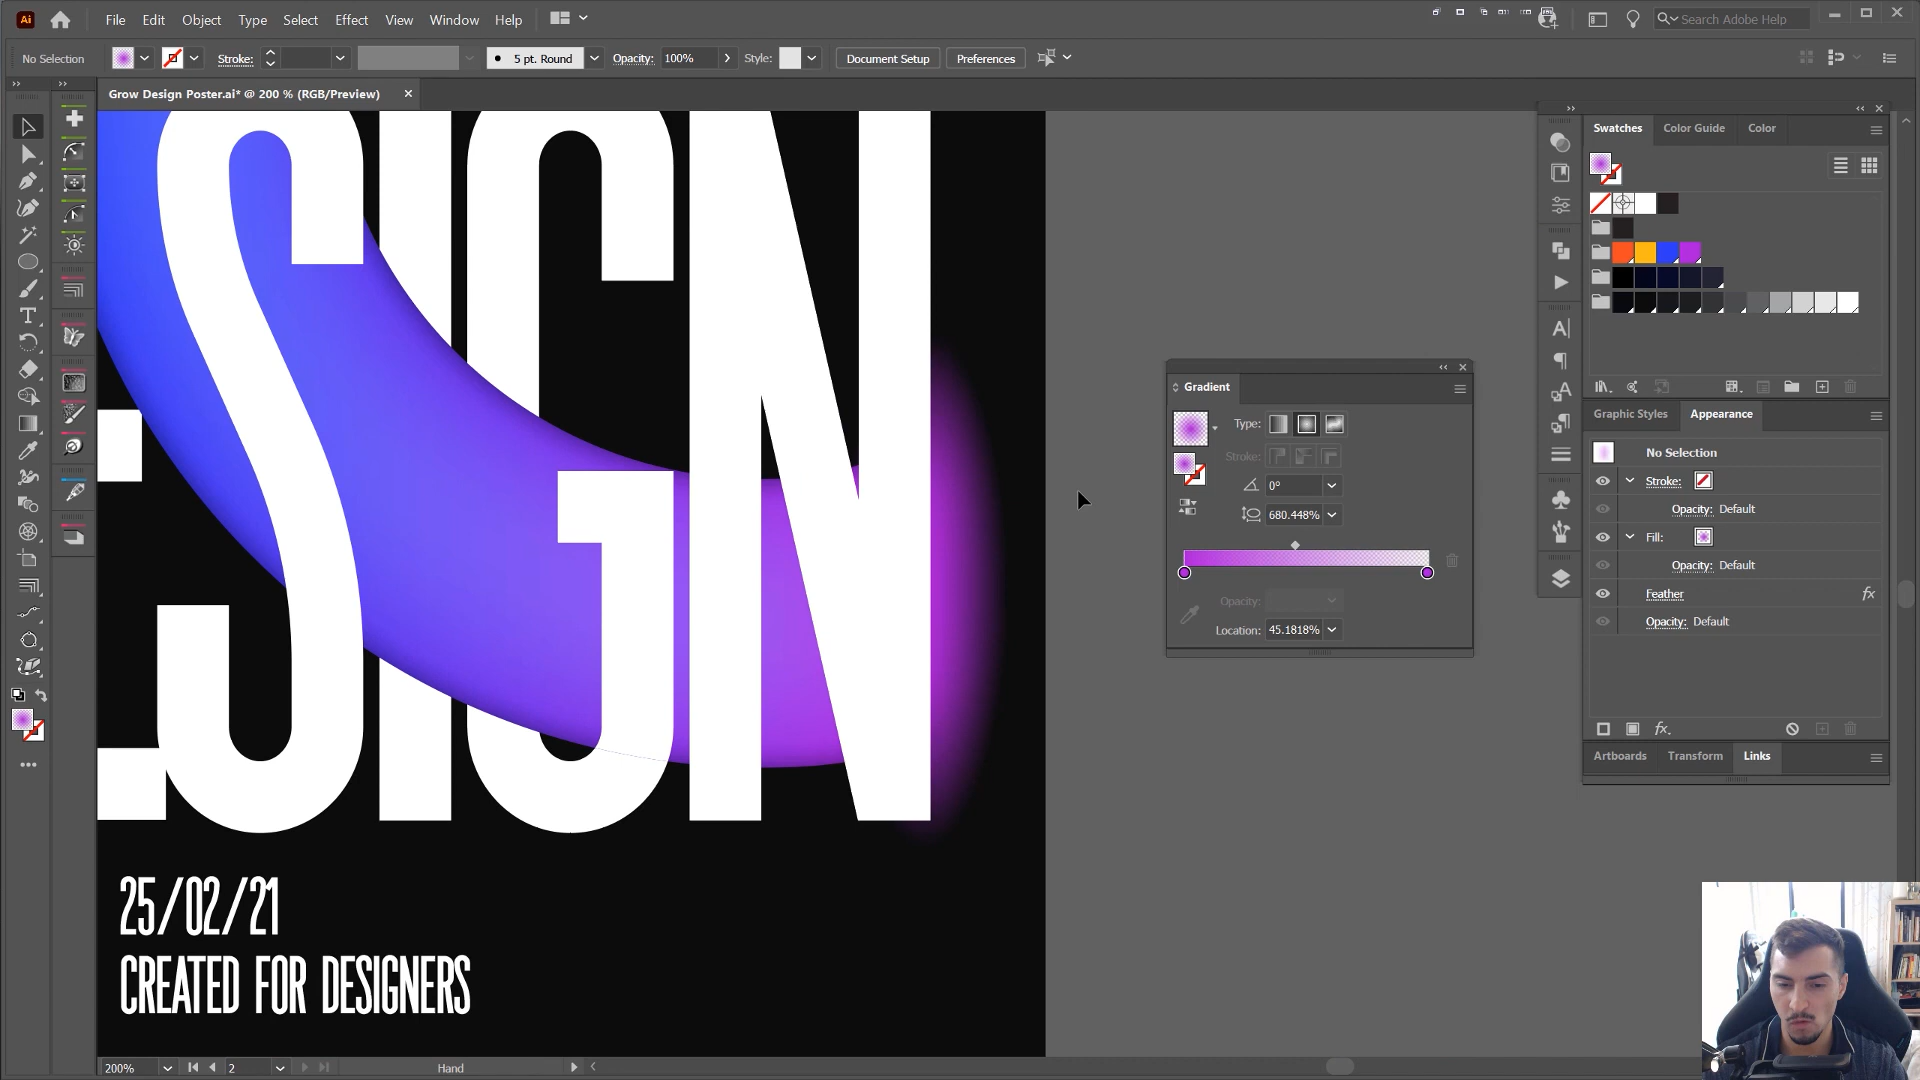 Ai
File Edit Object Type Select Effect View Window Help
Search Adobe Help
No Selection
Stroke:
5 pt. Round
Opacity: 100%
Style:
Document Setup
Preferences
Grow Design Poster.ai* @ 200 % (RGB/Preview)
SIGN
25/02/21
CREATED FOR DESIGNERS
Gradient
Type:
Stroke:
0°
680.448%
Opacity:
Location: 45.1818%
Swatches Color Guide Color
Graphic Styles Appearance
No Selection
Stroke:
Opacity: Default
Fill:
Opacity: Default
Feather fx
Opacity: Default
fx.
Artboards Transform Links
200% 2 Hand